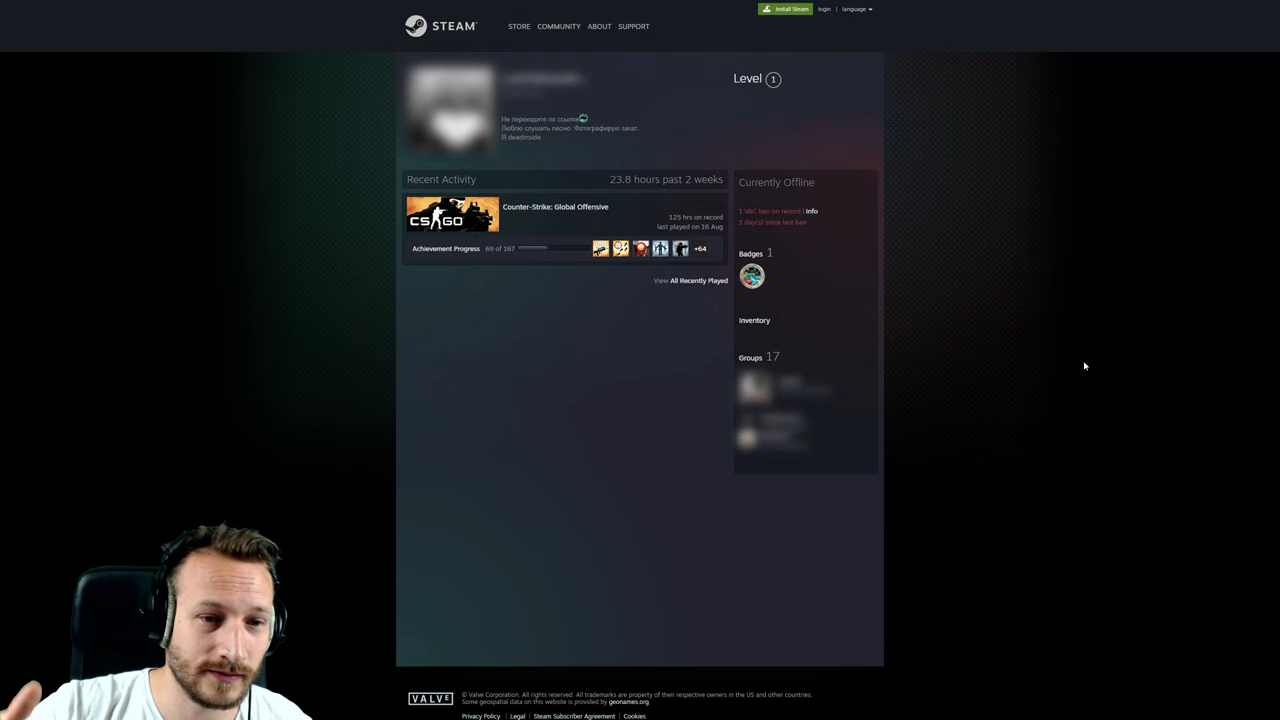 Install Steam
login
language
STEAM
STORE
COMMUNITY
ABOUT
SUPPORT
Level 1
Не переходите по ссылке
Люблю слушать песню :Фотографирую закат.
Я deadinside
Recent Activity
23.8 hours past 2 weeks
CS GO
Counter-Strike: Global Offensive
125 hrs on record
last played on 16 Aug
Achievement Progress 69 of 167
+64
View All Recently Played
Currently Offline
1 VAC ban on record | Info
1 day(s) since last ban
Badges 1
Inventory
Groups 17
VALVE
© Valve Corporation. All rights reserved. All trademarks are property of their respective owners in the US and other countries.
Some geospatial data on this website is provided by geonames.org.
Privacy Policy | Legal | Steam Subscriber Agreement | Cookies